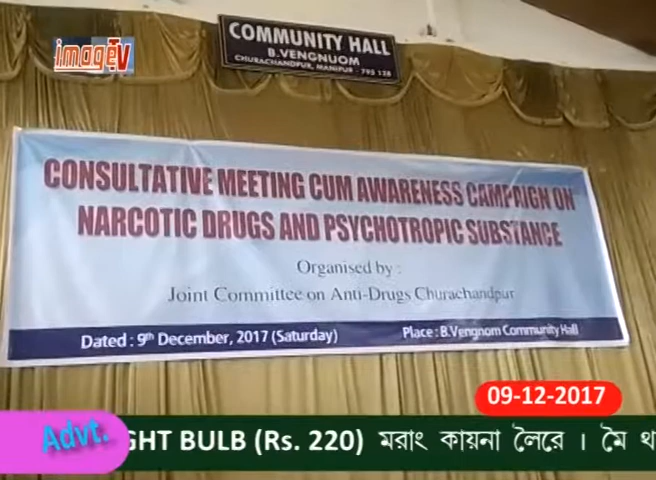 imageTV
COMMUNITY HALL
B.VENGNUOM
CHURACHANDPUR, MANIPUR - 795 128
CONSULTATIVE MEETING CUM AWARENESS CAMPAIGN ON
NARCOTIC DRUGS AND PSYCHOTROPIC SUBSTANCE
Organised by :
Joint Committee on Anti-Drugs Churachandpur
Dated : 9th December, 2017 (Saturday) Place : B.Vengnom Community Hall
09-12-2017
Advt. GHT BULB (Rs. 220) মরাং কায়না লৈরে । মৈ থ